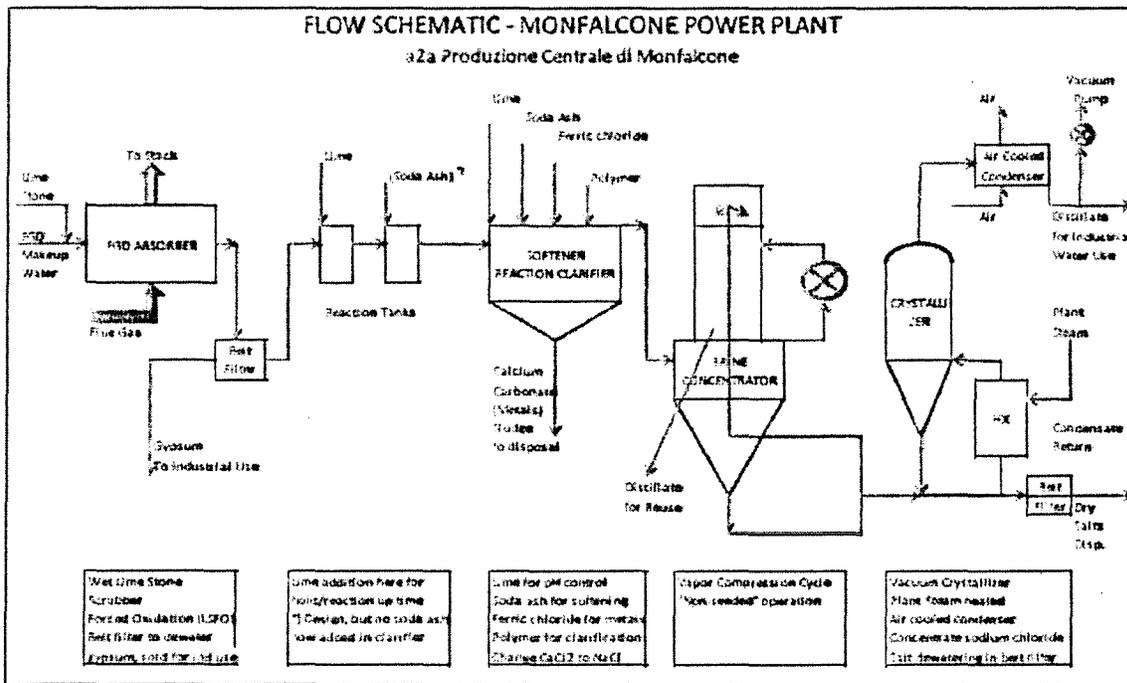 FLOW SCHEMATIC - MONFALCONE POWER PLANT
a2a Produzione Centrale di Monfalcone
Lime
Stone
FGD
Makeup
Water
To Stack
FGD ABSORBER
Flue Gas
Belt
Gypsum
To Industrial Use
Lime
(Soda Ash)
Reaction Tanks
Lime
Soda Ash
Ferric chloride
Polymer
SOFTENER
REACTION CLARIFIER
Calcium
Carbonate
(Metals)
Sludge
to disposal
BRINE
CONCENTRATOR
Distillate
for Reuse
CRYSTALLI
ZER
Air
Air Cooled
Condenser
Air
Vacuum
Pump
Distillate
for Industrial
Water Use
Plant
Steam
HX
Condensate
Return
Belt
Filter
Dry
Salts
Disp.
Wet Lime Stone
Scrubber
Forced Oxidation (LSFO)
Belt filter to dewater
gypsum, sold for ind use
Lime addition here for
reaction up time
*) Design, but no soda ash
now added in clarifier
Lime for pH control
Soda ash for softening
Ferric chloride for metals
Polymer for clarification
Change CaCl2 to NaCl
Vapor Compression Cycle
"Non-seeded" operation
Vacuum Crystallizer
Plant steam heated
Air cooled condenser
Concentrate sodium chloride
Salt dewatering in belt filter